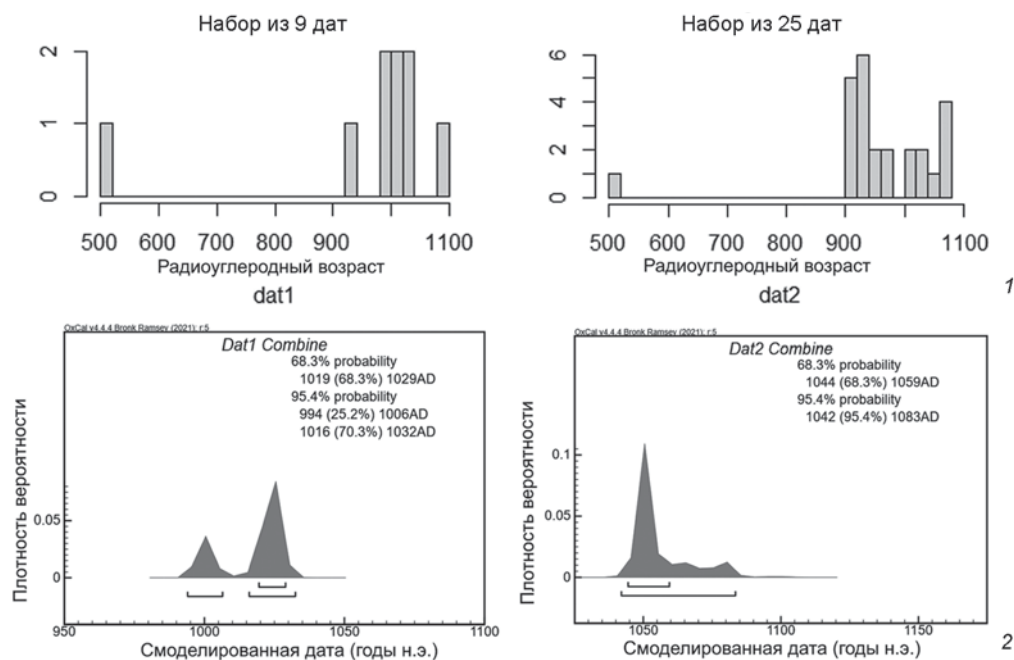 Набор из 9 дат
2
1
0
500 600 700 800 900 1100
Радиоуглеродный возраст
dat1
Набор из 25 дат
6
4
2
0
500 600 700 800 900 1100
Радиоуглеродный возраст
dat2
1
OxCal v4.4.4 Bronk Ramsey (2021); r:5
Dat1 Combine
68.3% probability
1019 (68.3%) 1029AD
95.4% probability
994 (25.2%) 1006AD
1016 (70.3%) 1032AD
Плотность вероятности
0.05
0
950 1000 1050 1100
Смоделированная дата (годы н.э.)
OxCal v4.4.4 Bronk Ramsey (2021); r:5
Dat2 Combine
68.3% probability
1044 (68.3%) 1059AD
95.4% probability
1042 (95.4%) 1083AD
Плотность вероятности
0.1
0.05
0
1050 1100 1150
Смоделированная дата (годы н.э.)
2